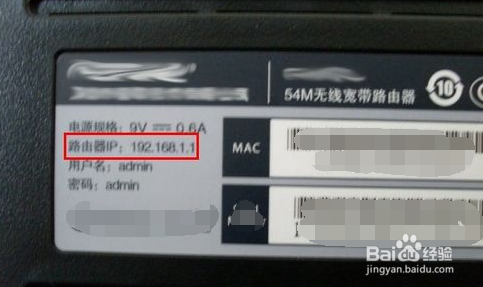 54M无线宽带路由器
10
电源规格：9V ⎓ 0.6A
路由器IP：192.168.1.1
用户名：admin
密码：admin
MAC
Baidu经验
jingyan.baidu.com